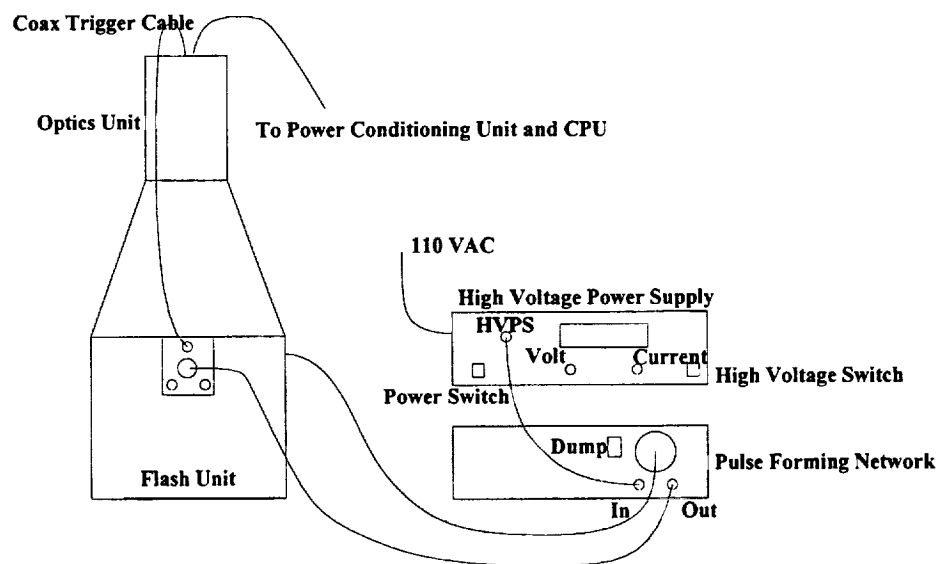 Coax Trigger Cable
Optics Unit
To Power Conditioning Unit and CPU
110 VAC
High Voltage Power Supply
HVPS
Volt
Current
Power Switch
High Voltage Switch
Dump
Pulse Forming Network
In
Out
Flash Unit